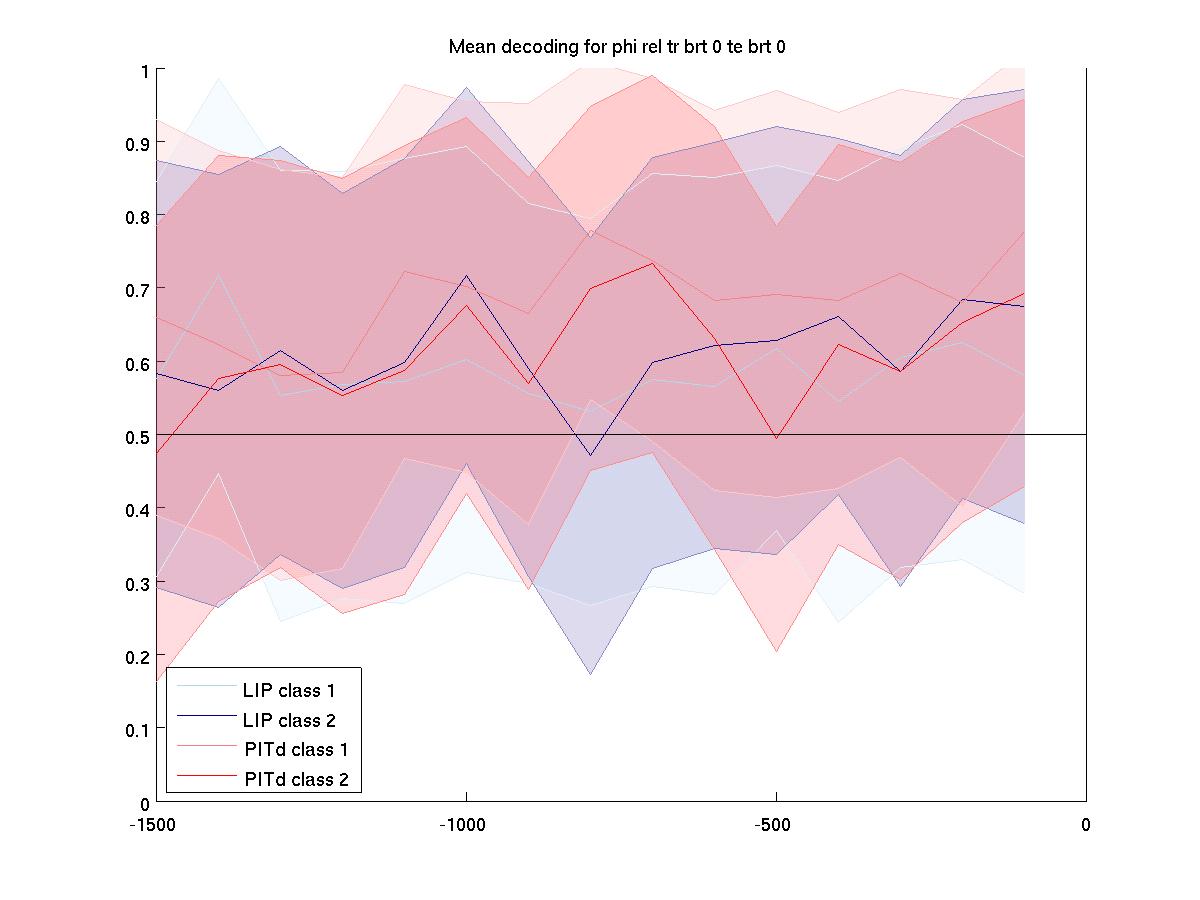 Mean decoding for phi rel tr brt 0 te brt 0
1
0.9
0.8
0.7
0.6
0.5
0.4
0.3
0.2
0.1
0
LIP class 1
LIP class 2
PITd class 1
PITd class 2
-1500 -1000 -500 0